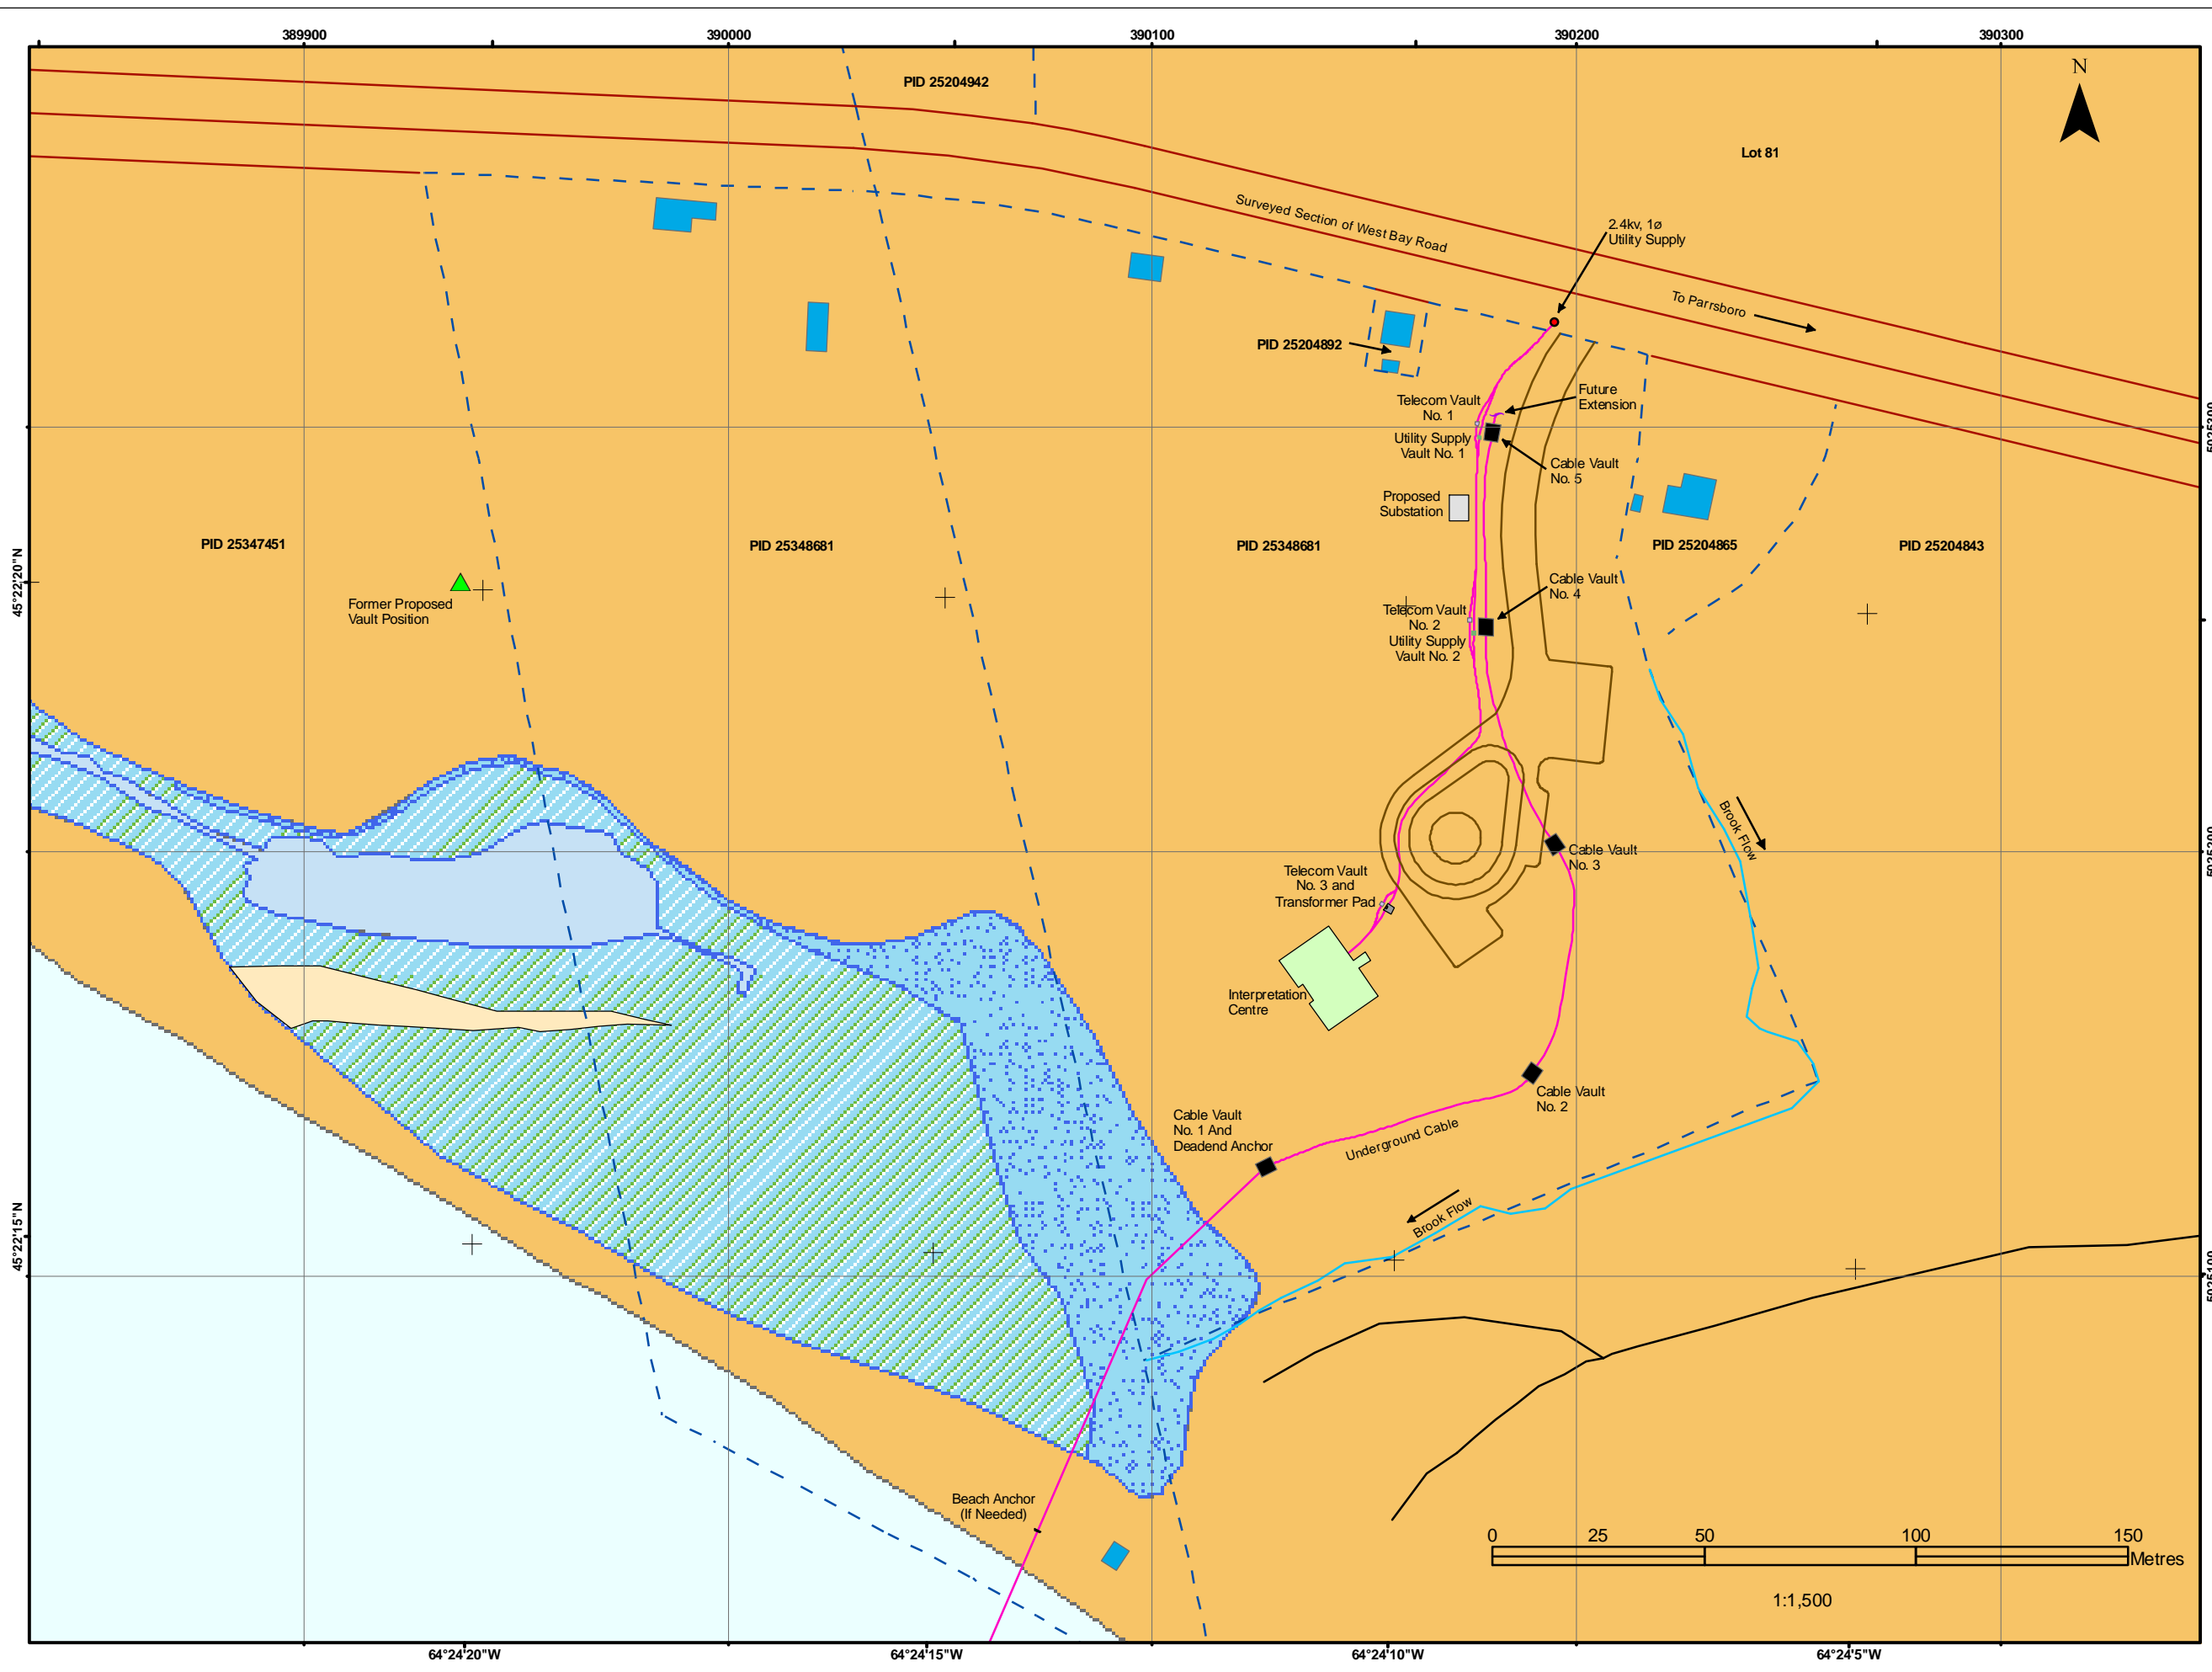 389900
390000
390100
390200
390300
PID 25204942
N
Lot 81
Surveyed Section of West Bay Road
2.4kv, 1ø
Utility Supply
To Parrsboro
PID 25204892
Telecom Vault
No. 1
Future
Extension
Utility Supply
Vault No. 1
Cable Vault
No. 5
Proposed
Substation
PID 25347451
PID 25348681
PID 25348681
PID 25204865
PID 25204843
45°22'20"N
Former Proposed
Vault Position
Cable Vault
No. 4
Telecom Vault
No. 2
Utility Supply
Vault No. 2
Brook Flow
Cable Vault
No. 3
Telecom Vault
No. 3 and
Transformer Pad
Interpretation
Centre
Cable Vault
No. 2
Cable Vault
No. 1 And
Deadend Anchor
Underground Cable
Brook Flow
45°22'15"N
Beach Anchor
(If Needed)
0 25 50 100 150
Metres
1:1,500
64°24'20"W
64°24'15"W
64°24'10"W
64°24'5"W